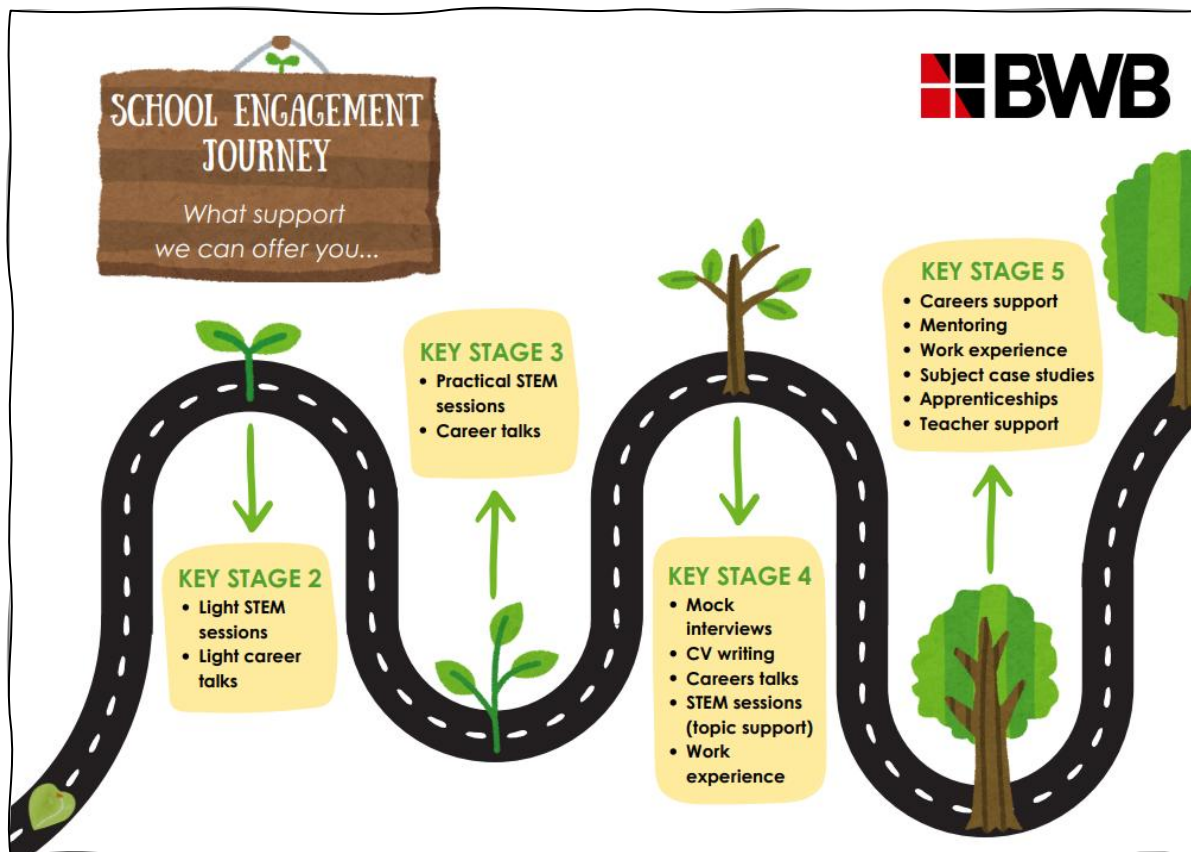 SCHOOL ENGAGEMENT
JOURNEY
What support
we can offer you...
BWB
KEY STAGE 2
• Light STEM
sessions
• Light career
talks
KEY STAGE 3
• Practical STEM
sessions
• Career talks
KEY STAGE 4
• Mock
interviews
• CV writing
• Careers talks
• STEM sessions
(topic support)
• Work
experience
KEY STAGE 5
• Careers support
• Mentoring
• Work experience
• Subject case studies
• Apprenticeships
• Teacher support